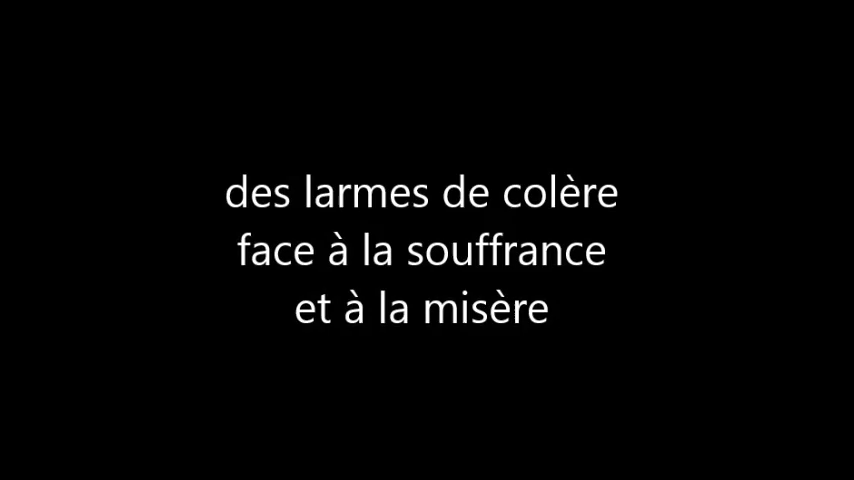 des larmes de colère
face à la souffrance
et à la misère